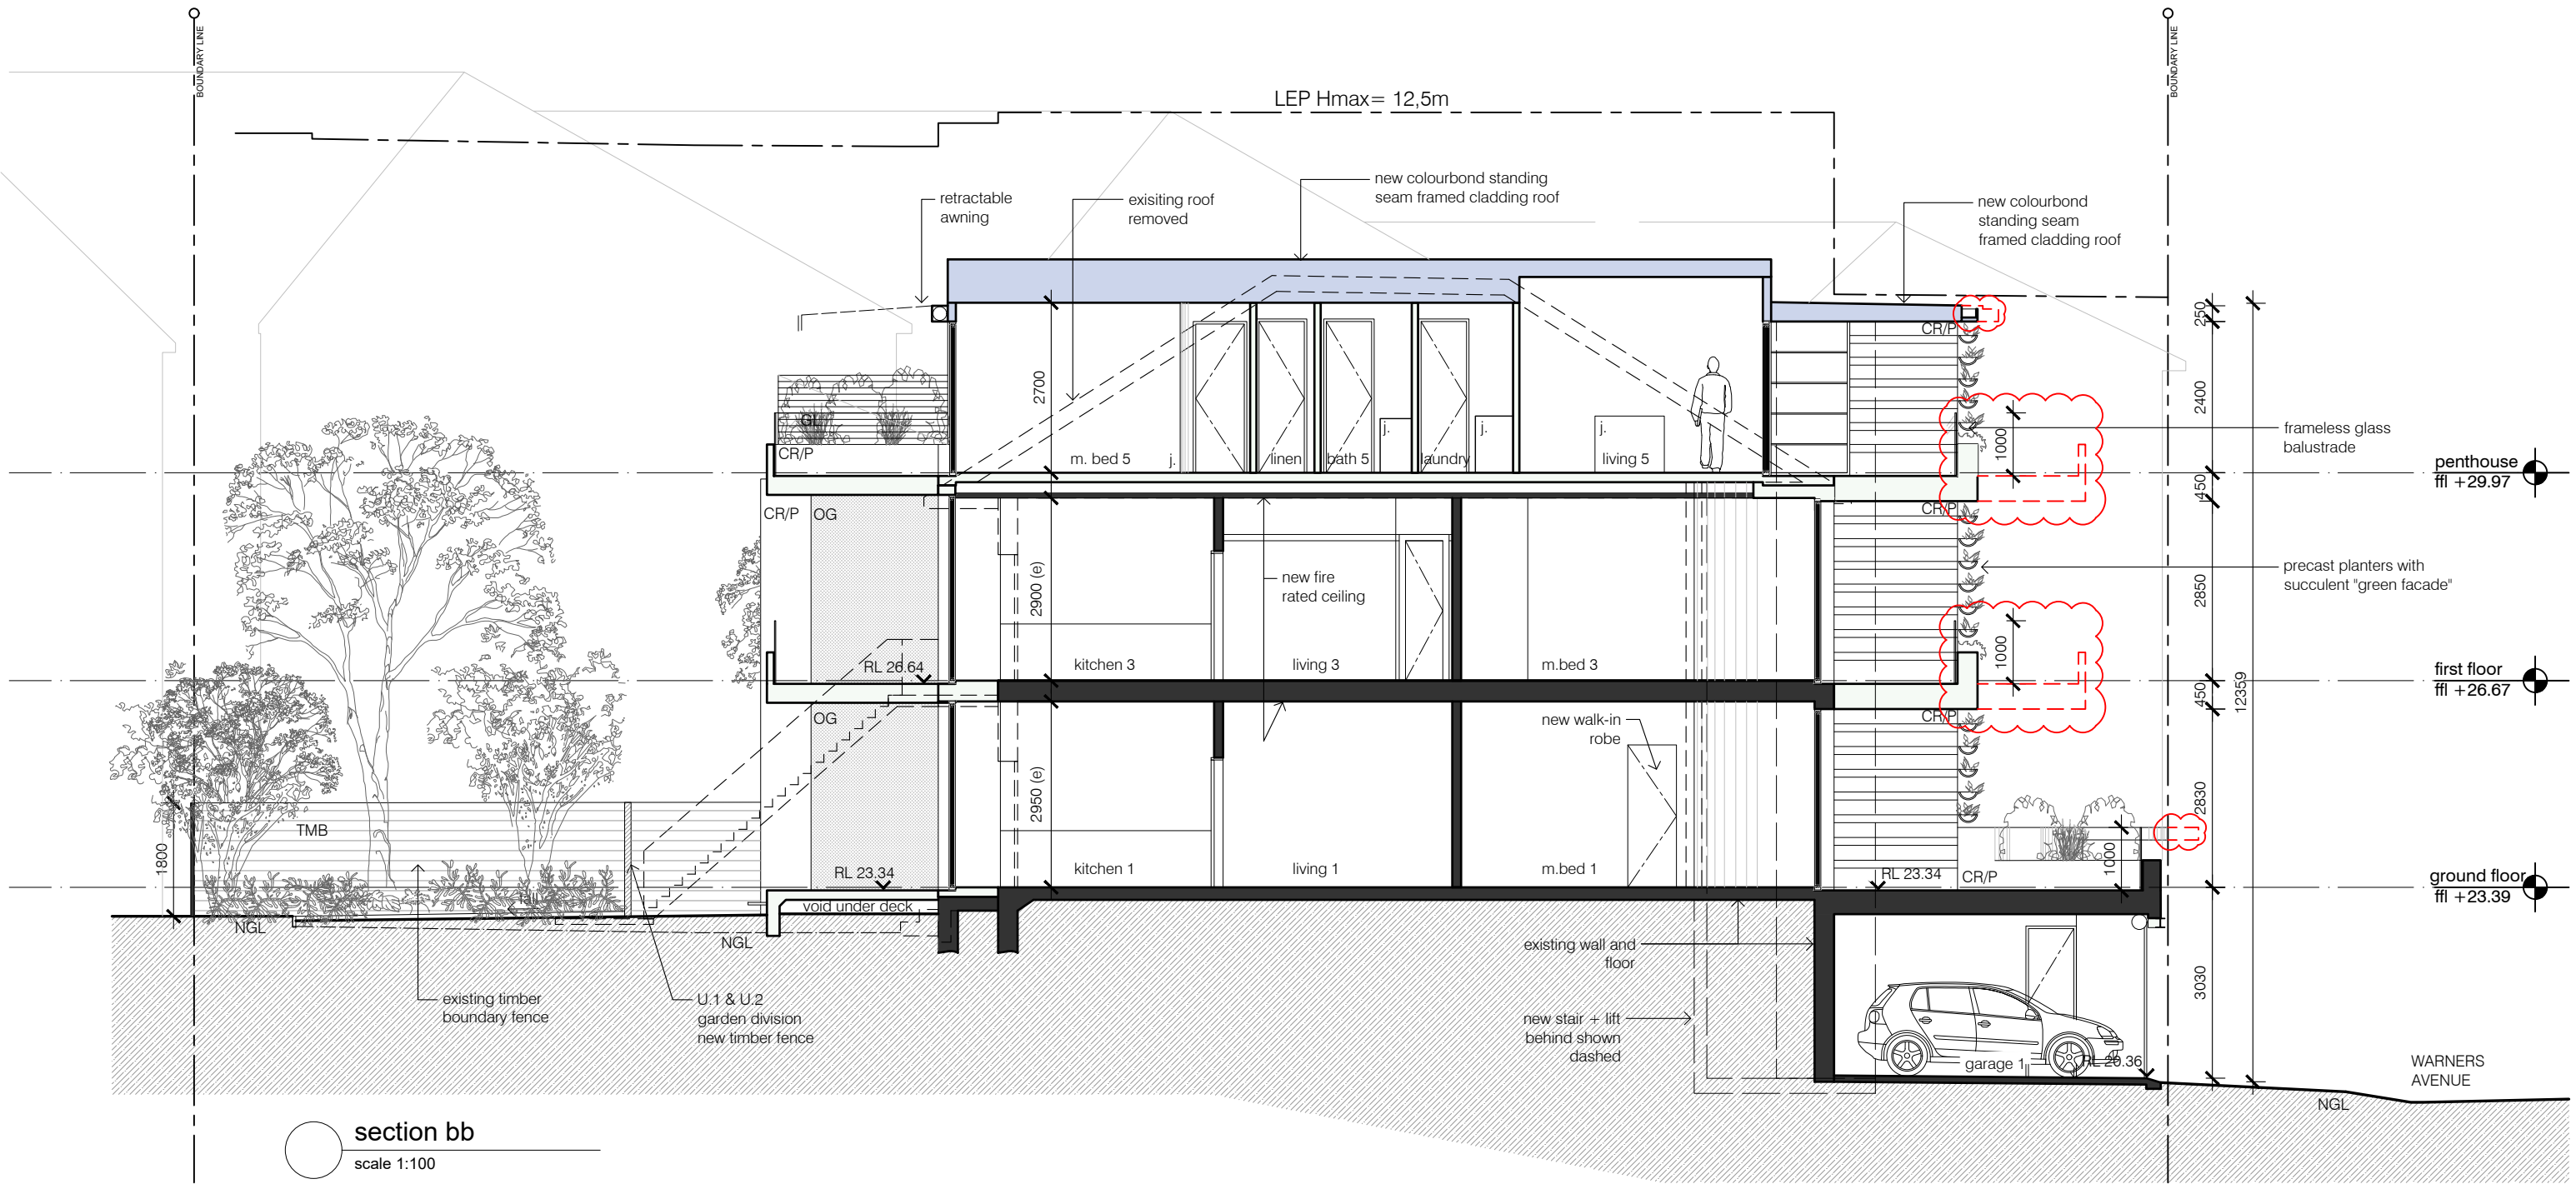 BOUNDARY LINE
BOUNDARY LINE
LEP Hmax= 12,5m
retractable
awning
exisiting roof
removed
new colourbond standing
seam framed cladding roof
new colourbond
standing seam
framed cladding roof
250
CR/P
2700
2400
GL
CR/P
m. bed 5
j.
linen
bath 5
j.
laundry
j.
j.
living 5
1000
frameless glass
balustrade
penthouse
ffl +29.97
450
CR/P
OG
CR/P
2900 (e)
new fire
rated ceiling
precast planters with
succulent "green facade"
2850
1000
RL 26.64
kitchen 3
living 3
m.bed 3
first floor
ffl +26.67
450
12359
OG
CR/P
new walk-in
robe
2950 (e)
2830
TMB
1800
1000
RL 23.34
kitchen 1
living 1
m.bed 1
RL 23.34
CR/P
ground floor
ffl +23.39
fall
void under deck
NGL
NGL
existing wall and
floor
3030
existing timber
boundary fence
U.1 & U.2
garden division
new timber fence
new stair + lift
behind shown
dashed
garage 1
RL 20.36
WARNERS
AVENUE
NGL
section bb
scale 1:100